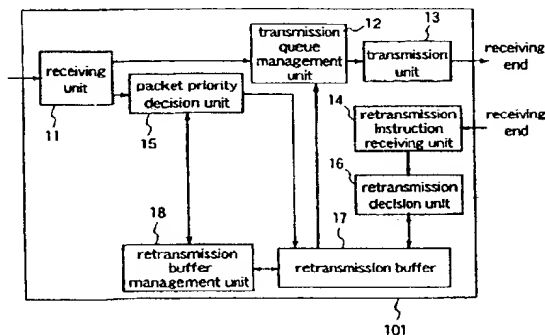 12
transmission
queue
management
unit
13
transmission
unit
receiving
end
receiving
unit
11
packet priority
decision unit
15
14
retransmission
instruction
receiving unit
receiving
end
16
retransmission
decision unit
18
retransmission
buffer
management unit
17
retransmission buffer
101